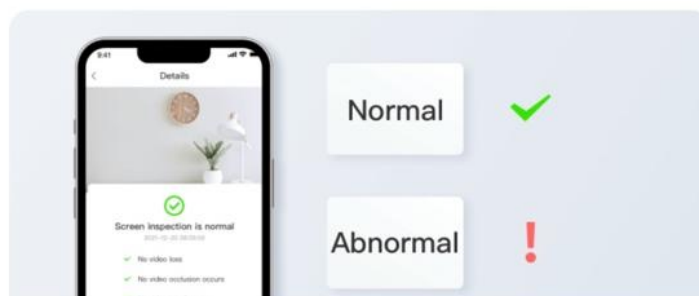 9:41
Details
Screen inspection is normal
No video loss
No video occlusion occurs
Normal
Abnormal
!